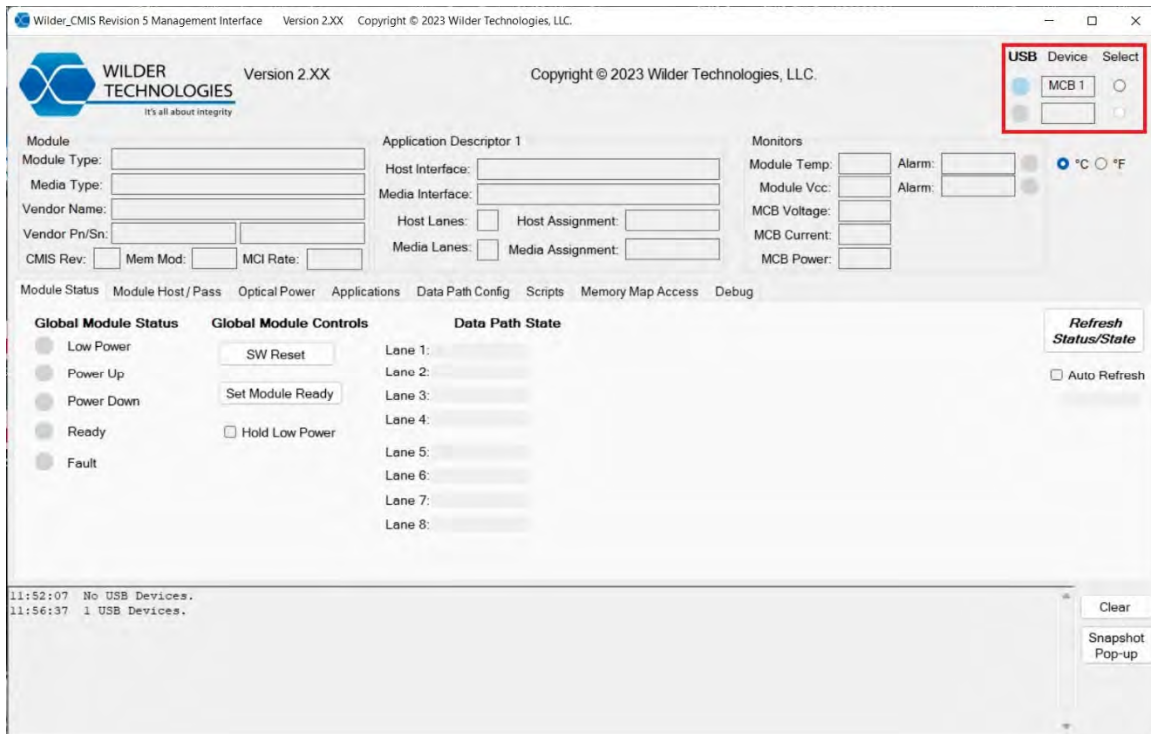 Wilder_CMIS Revision 5 Management Interface Version 2.XX Copyright © 2023 Wilder Technologies, LLC.
WILDER
TECHNOLOGIES
It's all about integrity
Version 2.XX
Copyright © 2023 Wilder Technologies, LLC.
USB Device Select
MCB 1
Module
Module Type:
Media Type:
Vendor Name:
Vendor Pn/Sn:
CMIS Rev: Mem Mod: MCI Rate:
Application Descriptor 1
Host Interface:
Media Interface:
Host Lanes: Host Assignment:
Media Lanes: Media Assignment:
Monitors
Module Temp: Alarm:
Module Vcc: Alarm:
MCB Voltage:
MCB Current:
MCB Power:
°C °F
Module Status Module Host / Pass Optical Power Applications Data Path Config Scripts Memory Map Access Debug
Global Module Status
Low Power
Power Up
Power Down
Ready
Fault
Global Module Controls
SW Reset
Set Module Ready
Hold Low Power
Data Path State
Lane 1:
Lane 2:
Lane 3:
Lane 4:
Lane 5:
Lane 6:
Lane 7:
Lane 8:
Refresh
Status/State
Auto Refresh
11:52:07 No USB Devices.
11:56:37 1 USB Devices.
Clear
Snapshot
Pop-up